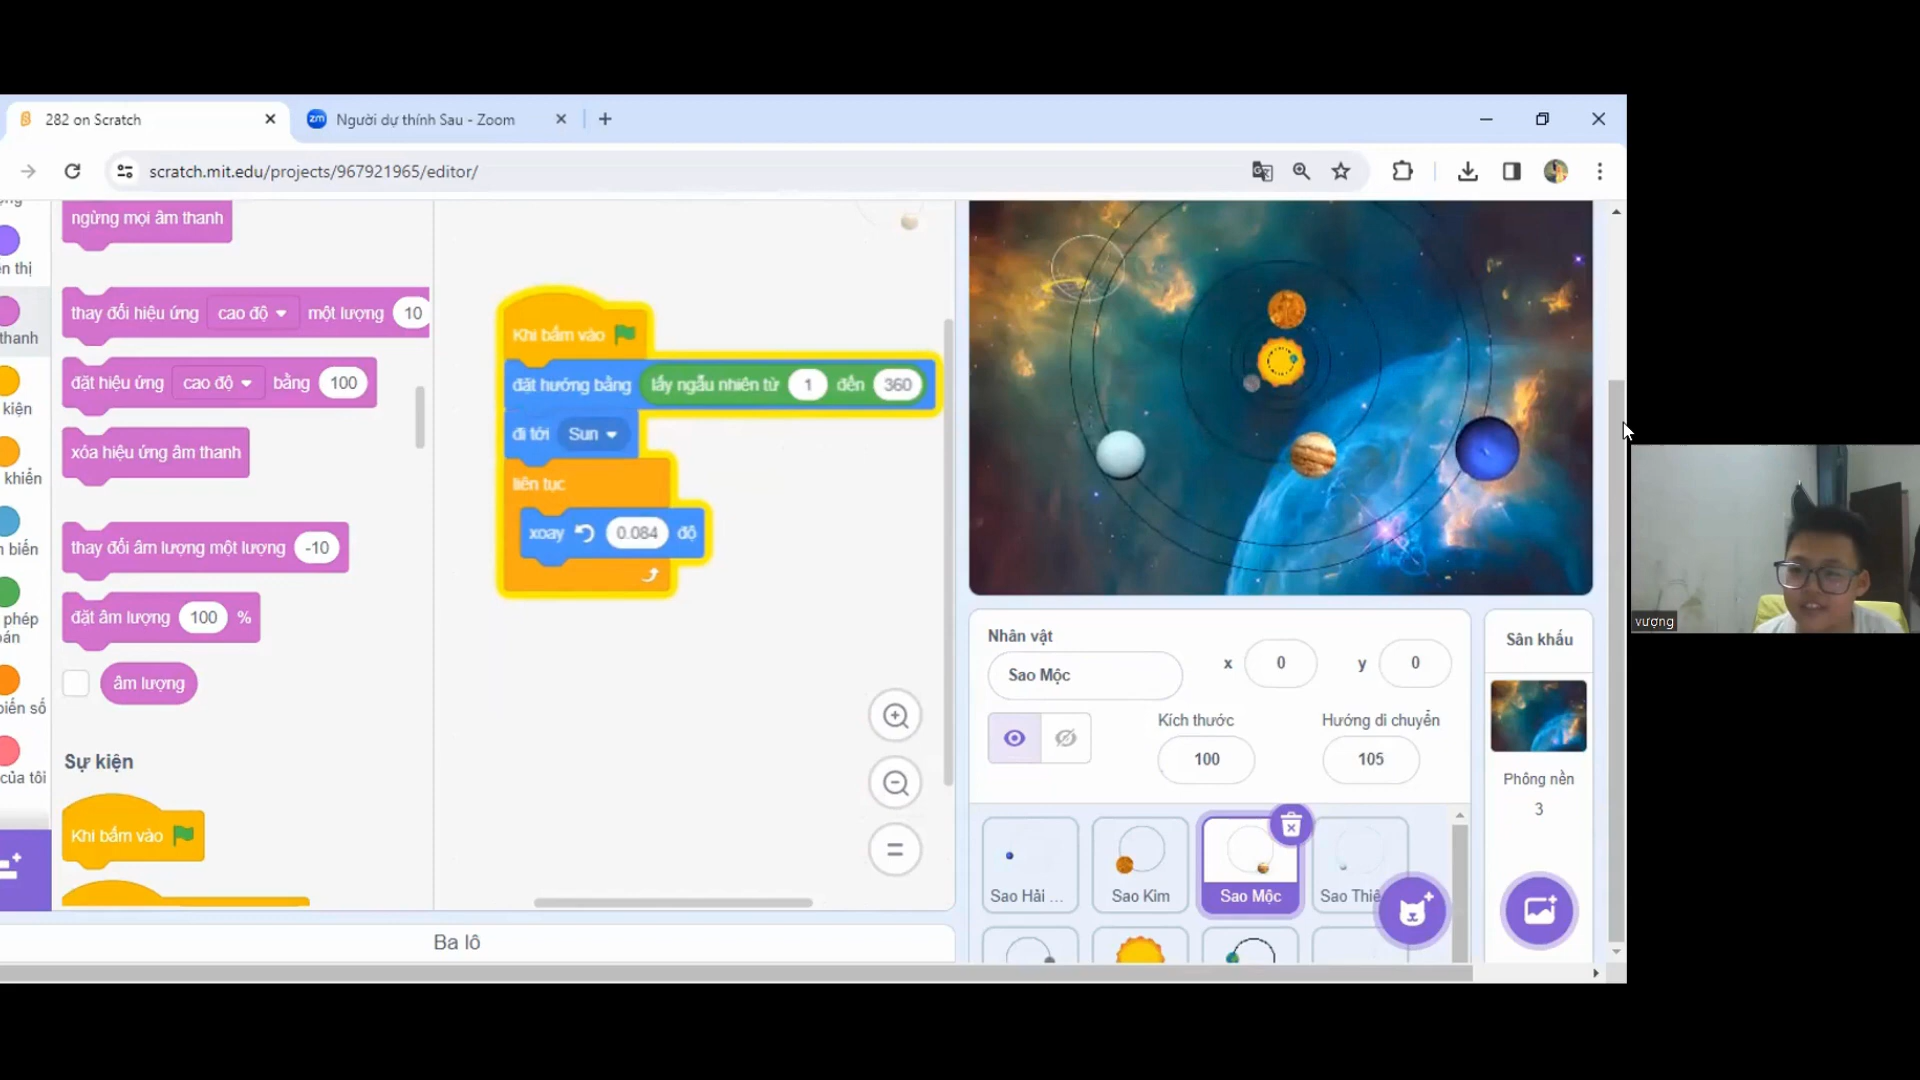 282 on Scratch
zm Người dự thính Sau - Zoom
scratch.mit.edu/projects/967921965/editor/
ngừng mọi âm thanh
thay đổi hiệu ứng cao độ một lượng 10
đặt hiệu ứng cao độ bằng 100
xóa hiệu ứng âm thanh
thay đổi âm lượng một lượng -10
đặt âm lượng 100 %
âm lượng
Sự kiện
Khi bấm vào
ển thị
thanh
kiện
khiển
n biến
phép
oán
biến số
của tôi
Khi bấm vào
đặt hướng bằng lấy ngẫu nhiên từ 1 đến 360
đi tới Sun
liên tục
xoay 0.084 độ
Ba lô
Nhân vật
Sao Mộc
x 0
y 0
Kích thước
100
Hướng di chuyển
105
Sao Hải ...
Sao Kim
Sao Mộc
Sao Thiê
Sân khấu
Phông nền
3
vượng